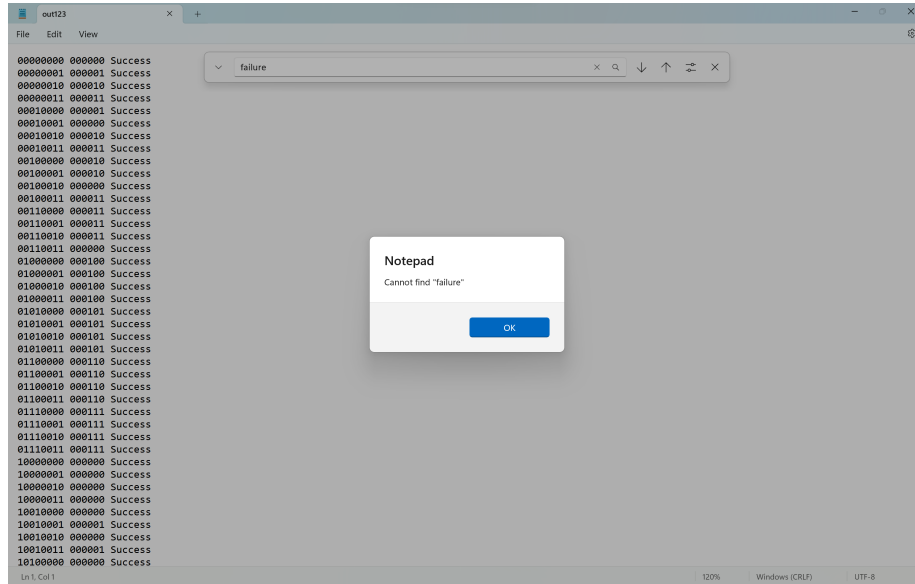 out123
File Edit View
failure
00000000 000000 Success
00000001 000001 Success
00000010 000010 Success
00000011 000011 Success
00010000 000001 Success
00010001 000000 Success
00010010 000010 Success
00010011 000011 Success
00100000 000010 Success
00100001 000010 Success
00100010 000000 Success
00100011 000011 Success
00110000 000011 Success
00110001 000011 Success
00110010 000011 Success
00110011 000000 Success
01000000 000100 Success
01000001 000100 Success
01000010 000100 Success
01000011 000100 Success
01010000 000101 Success
01010001 000101 Success
01010010 000101 Success
01010011 000101 Success
01100000 000110 Success
01100001 000110 Success
01100010 000110 Success
01100011 000110 Success
01110000 000111 Success
01110001 000111 Success
01110010 000111 Success
01110011 000111 Success
10000000 000000 Success
10000001 000000 Success
10000010 000000 Success
10000011 000000 Success
10010000 000000 Success
10010001 000001 Success
10010010 000000 Success
10010011 000001 Success
10100000 000000 Success
Notepad
Cannot find "failure"
OK
Ln 1, Col 1 120% Windows (CRLF) UTF-8